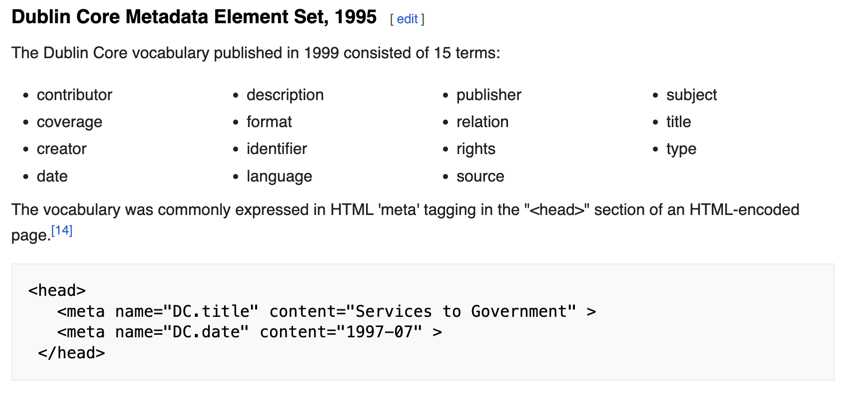 Dublin Core Metadata Element Set, 1995 [ edit ]
The Dublin Core vocabulary published in 1999 consisted of 15 terms:
• contributor
• coverage
• creator
• date
• description
• format
• identifier
• language
• publisher
• relation
• rights
• source
• subject
• title
• type
The vocabulary was commonly expressed in HTML 'meta' tagging in the "<head>" section of an HTML-encoded
page.[14]
<head>
   <meta name="DC.title" content="Services to Government" >
   <meta name="DC.date" content="1997-07" >
 </head>